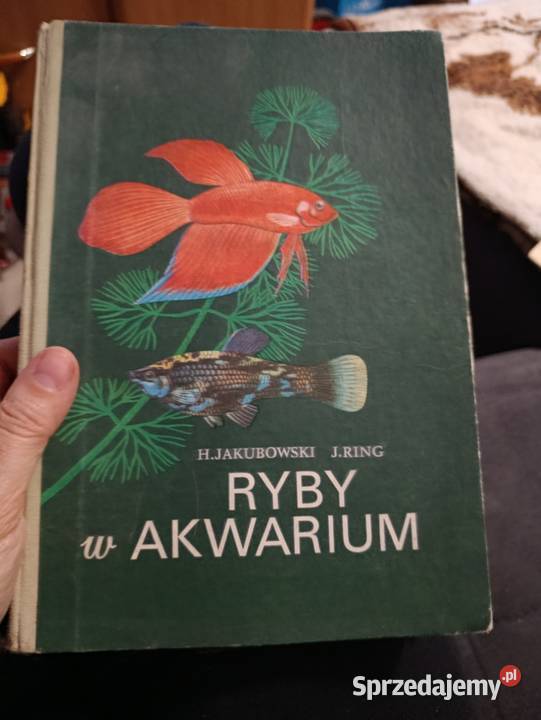 H.JAKUBOWSKI J.RING
RYBY
w AKWARIUM
Sprzedajemy.pl